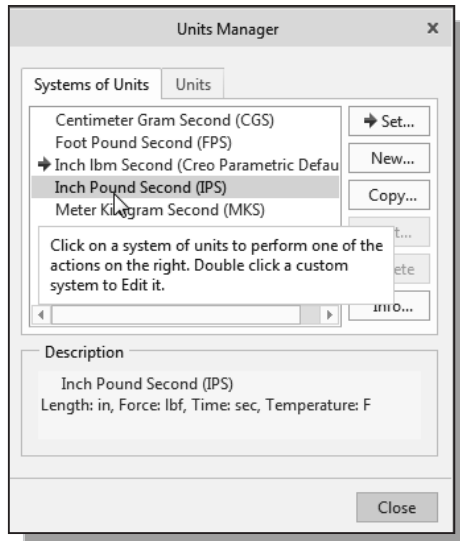 Units Manager
x
Systems of Units
Units
Centimeter Gram Second (CGS)
Foot Pound Second (FPS)
Inch lbm Second (Creo Parametric Defau
Inch Pound Second (IPS)
Meter Kilogram Second (MKS)
Click on a system of units to perform one of the
actions on the right. Double click a custom
system to Edit it.
Set...
New...
Copy...
Info...
Description
Inch Pound Second (IPS)
Length: in, Force: lbf, Time: sec, Temperature: F
Close